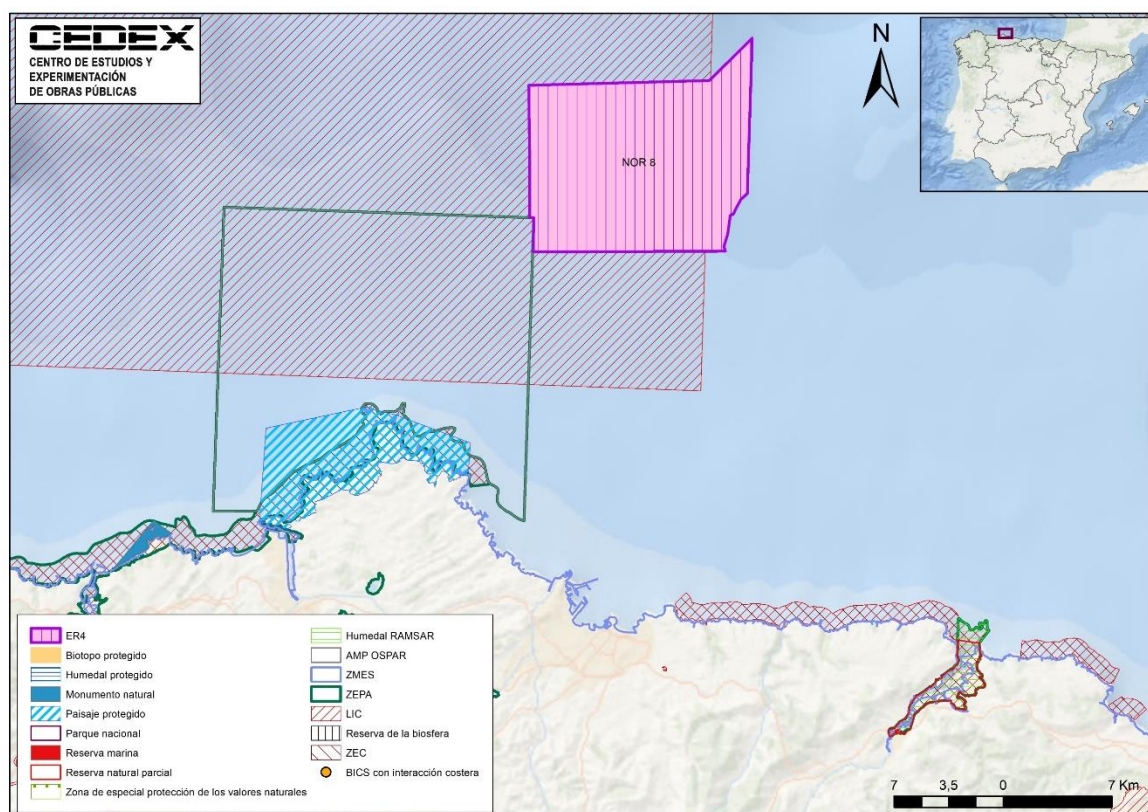 CEDEX
CENTRO DE ESTUDIOS Y
EXPERIMENTACIÓN
DE OBRAS PÚBLICAS
N
NOR 8
ER4
Biotopo protegido
Humedal protegido
Monumento natural
Paisaje protegido
Parque nacional
Reserva marina
Reserva natural parcial
Zona de especial protección de los valores naturales
Humedal RAMSAR
AMP OSPAR
ZMES
ZEPA
LIC
Reserva de la biosfera
ZEC
BICS con interacción costera
7 3,5 0 7 Km